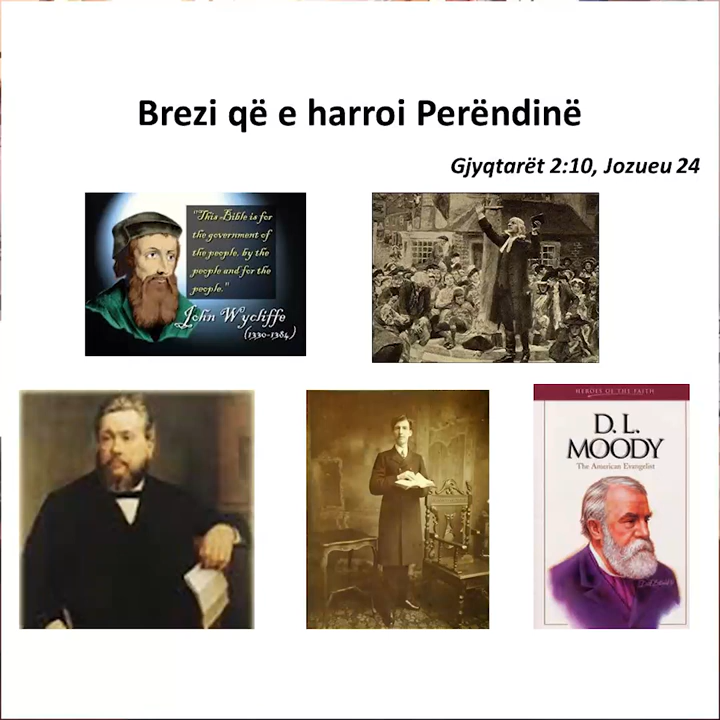 Brezi që e harroi Perëndinë
Gjyqtarët 2:10, Jozueu 24
"This Bible is for
the government of
the people, by the
people and for the
people."
John Wycliffe
(1330-1384)
HEROES OF THE FAITH
D. L.
MOODY
The American Evangelist